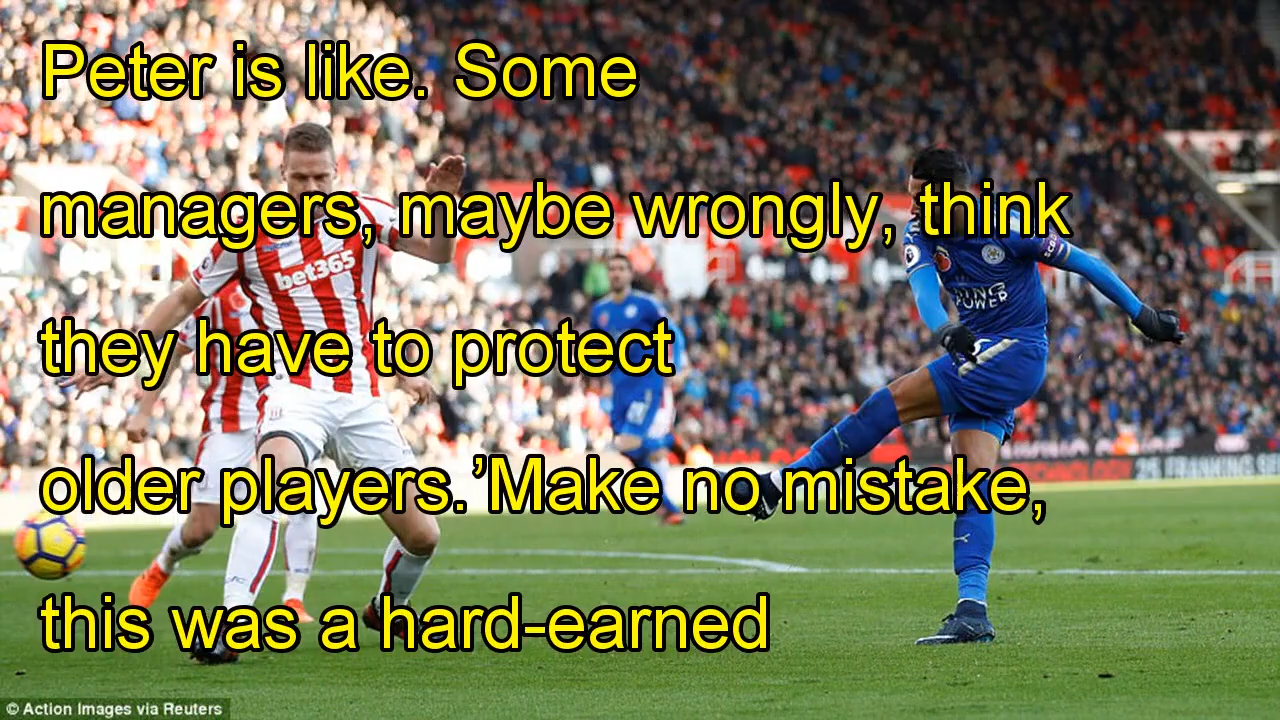 Peter is like. Some
managers, maybe wrongly, think
they have to protect
older players.’Make no mistake,
this was a hard-earned
bet365
KING
POWER
© Action Images via Reuters